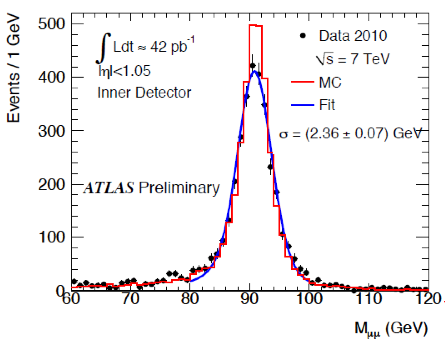 Events / 1 GeV
500
400
300
200
100
0
∫ Ldt ≈ 42 pb⁻¹
|η|<1.05
Inner Detector
ATLAS Preliminary
Data 2010
√s = 7 TeV
MC
Fit
σ = (2.36 ± 0.07) GeV
60 70 80 90 100 110 120
Mμμ (GeV)